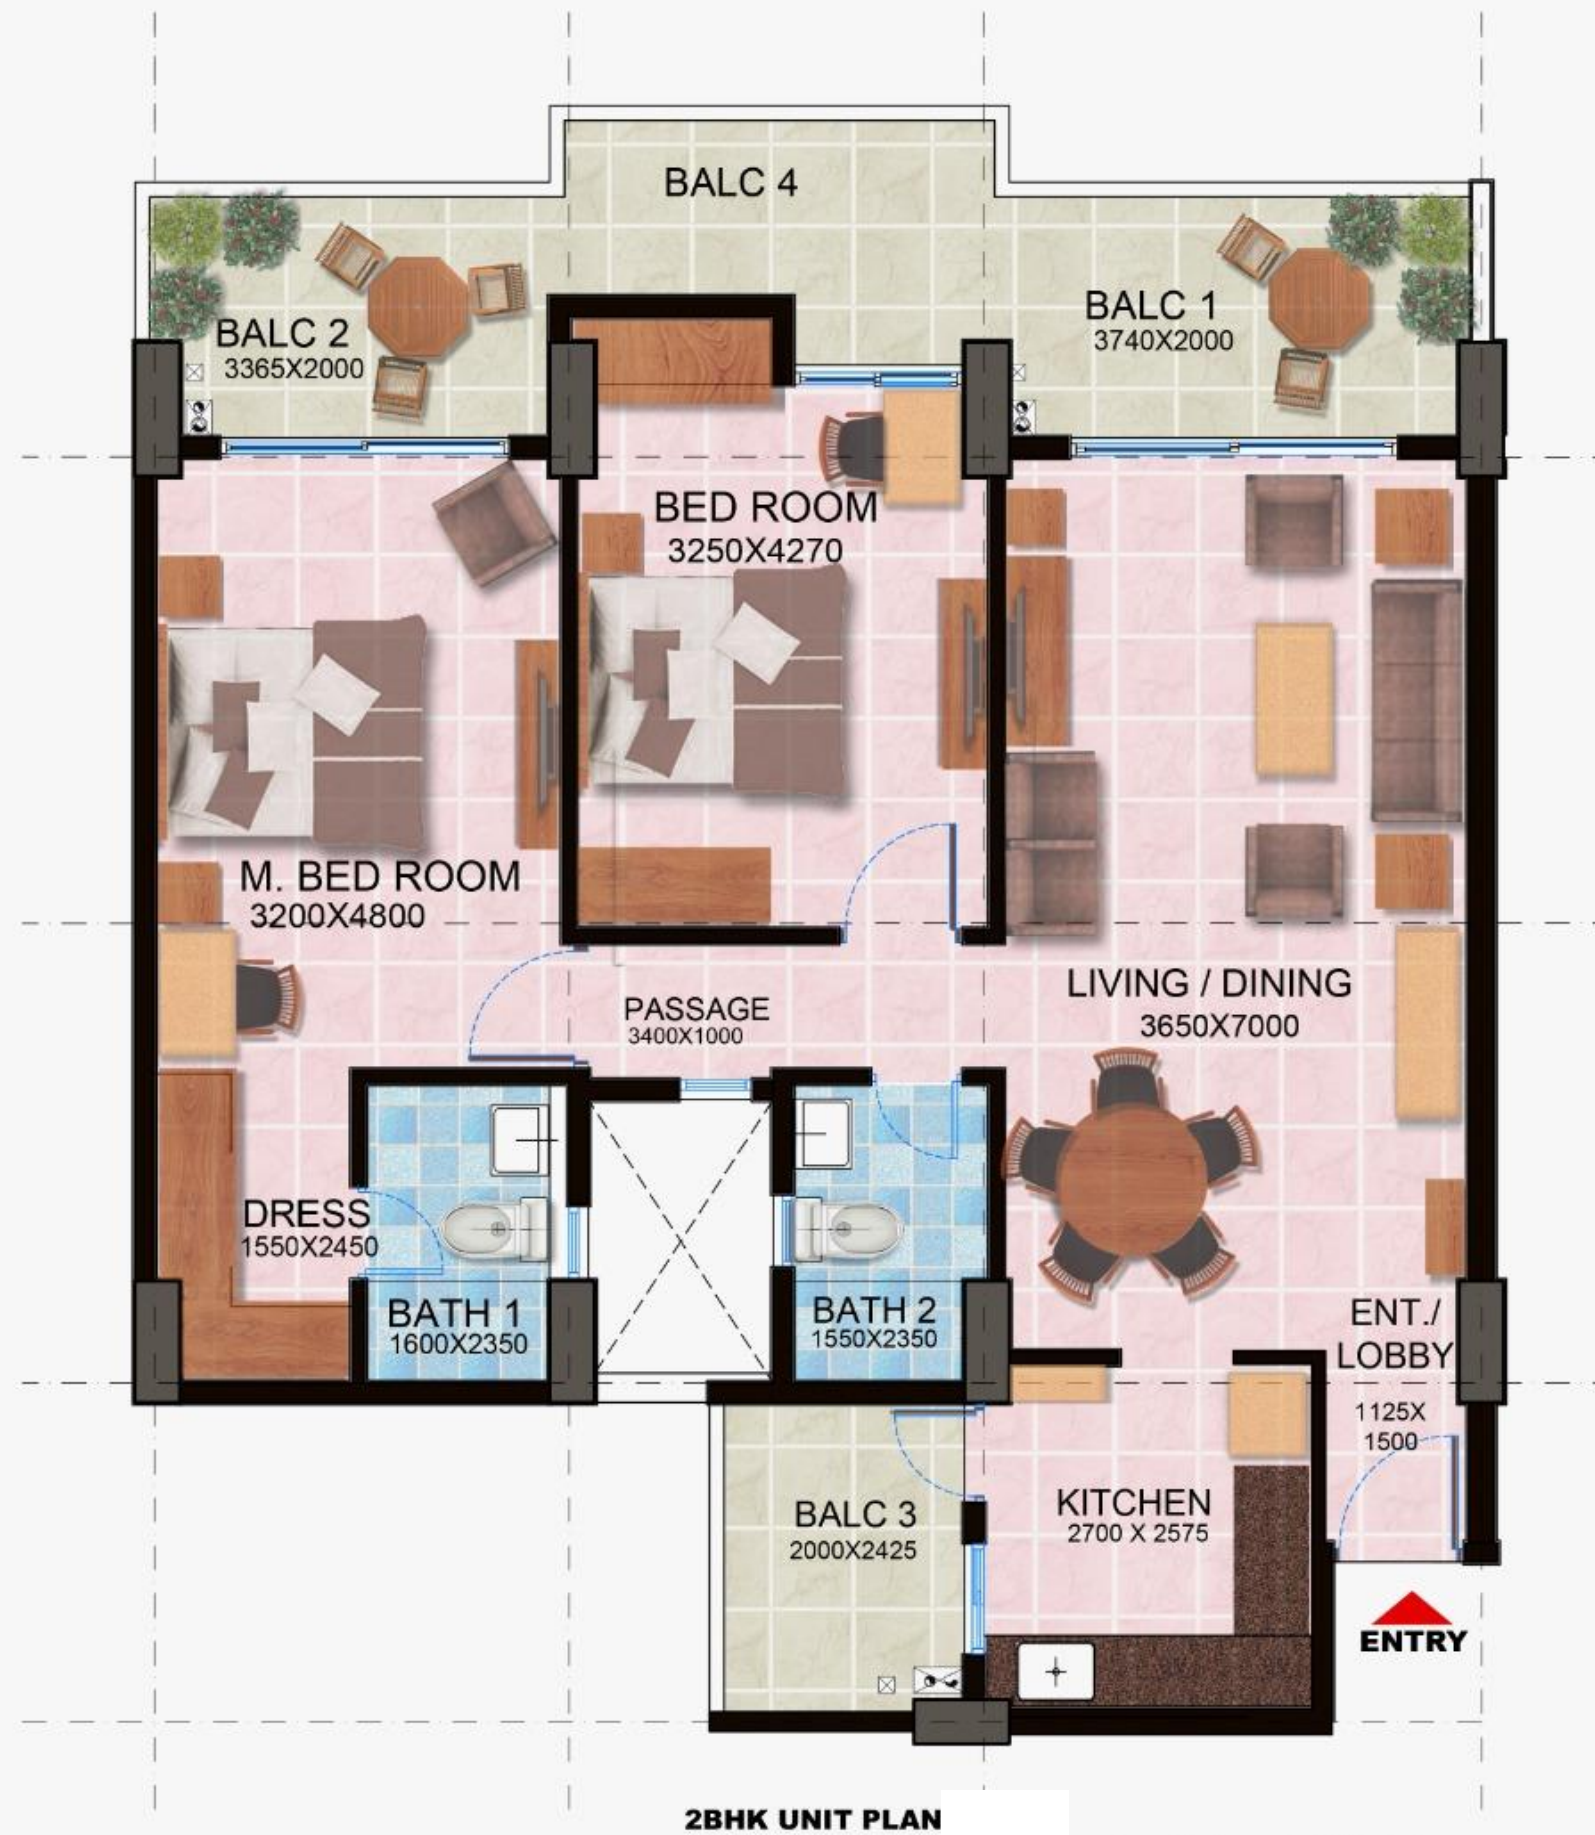 BALC 4
BALC 2
3365X2000
BALC 1
3740X2000
BED ROOM
3250X4270
M. BED ROOM
3200X4800
PASSAGE
3400X1000
LIVING / DINING
3650X7000
DRESS
1550X2450
BATH 1
1600X2350
BATH 2
1550X2350
ENT./
LOBBY
1125X
1500
BALC 3
2000X2425
KITCHEN
2700 X 2575
ENTRY
2BHK UNIT PLAN